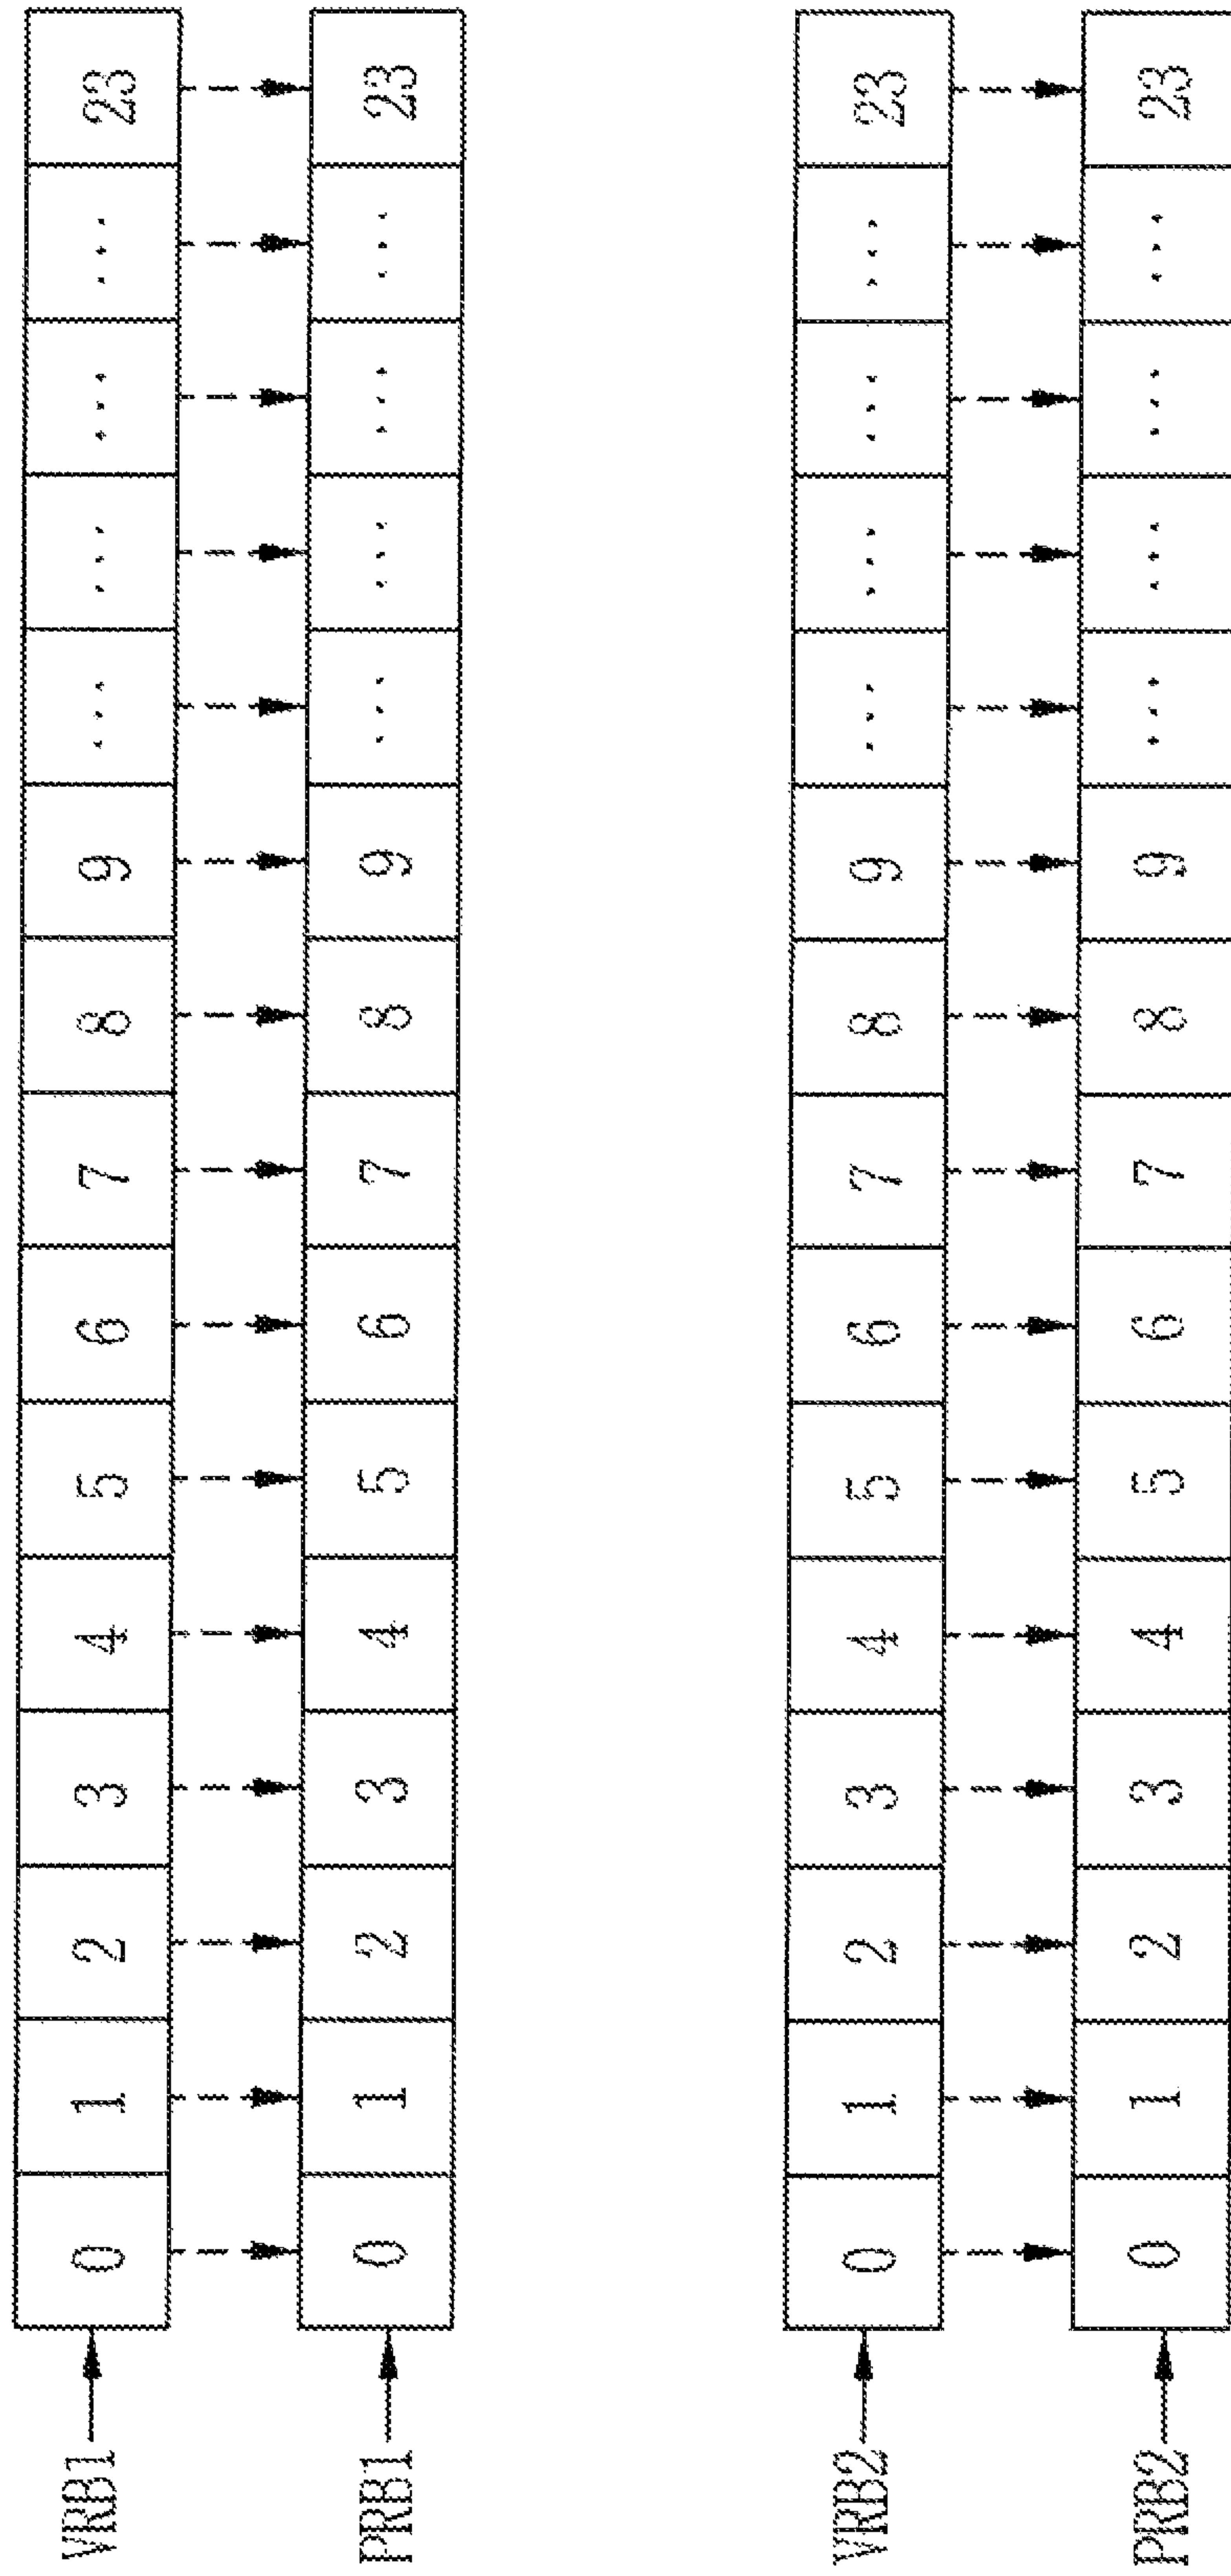 VRB1 0 1 2 3 4 5 6 7 8 9 ... ... ... ... 23
PRB1 0 1 2 3 4 5 6 7 8 9 ... ... ... ... 23
VRB2 0 1 2 3 4 5 6 7 8 9 ... ... ... ... 23
PRB2 0 1 2 3 4 5 6 7 8 9 ... ... ... ... 23